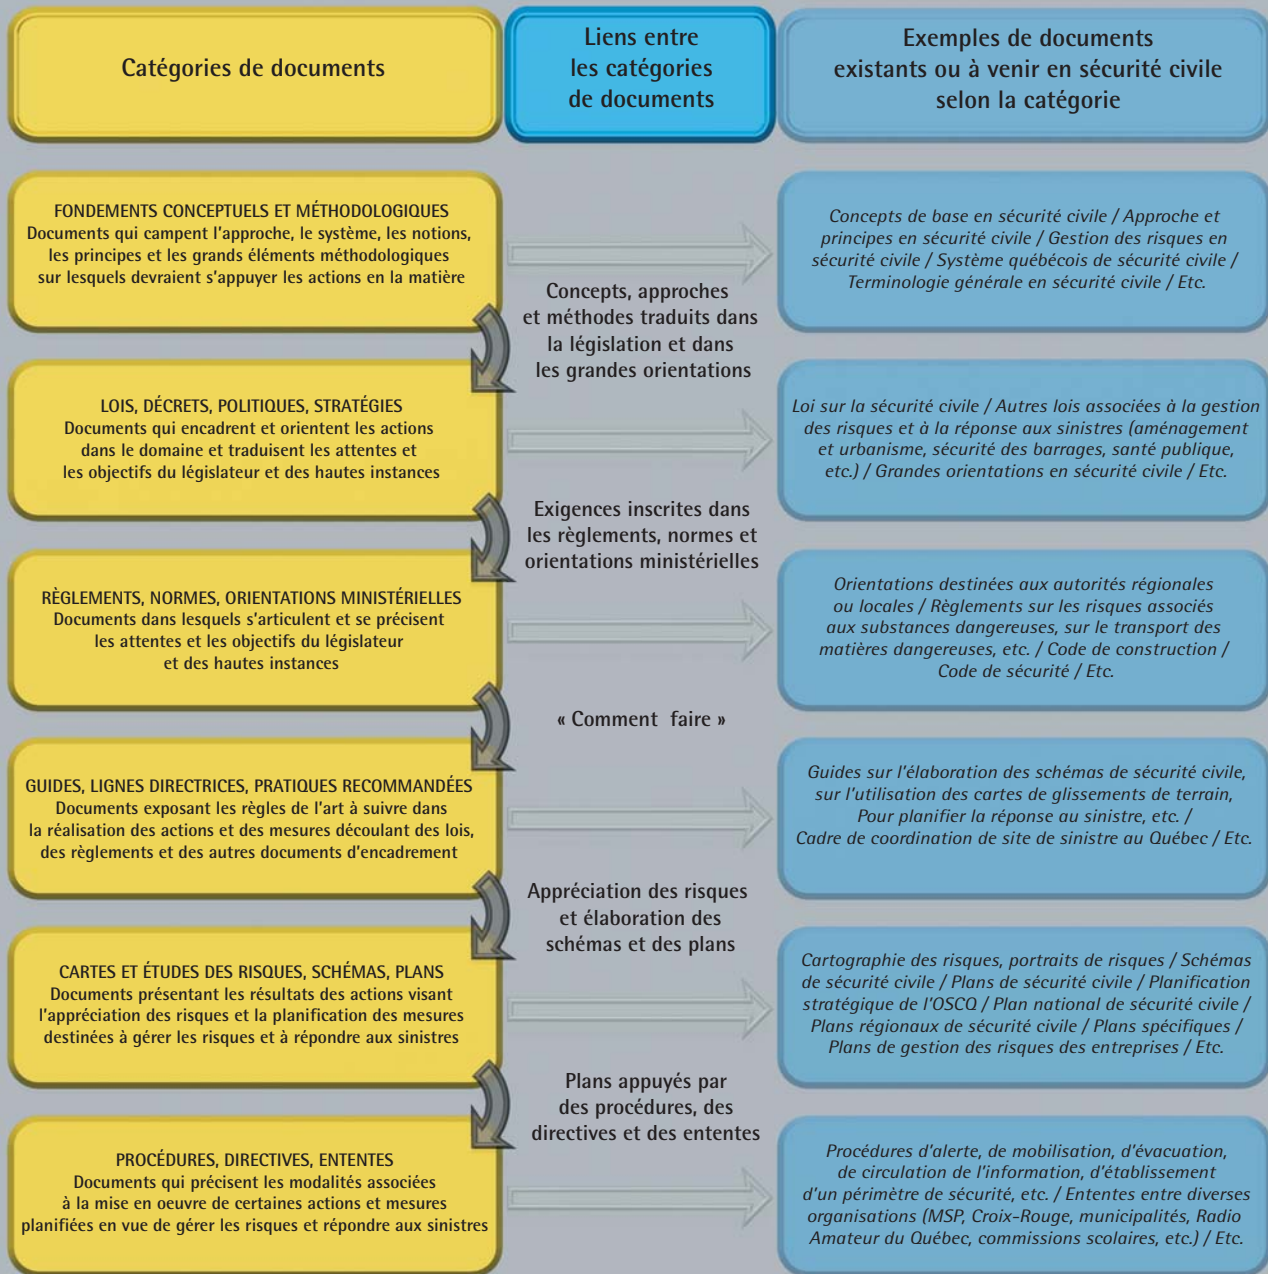 Catégories de documents
Liens entre
les catégories
de documents
Exemples de documents
existants ou à venir en sécurité civile
selon la catégorie
FONDEMENTS CONCEPTUELS ET MÉTHODOLOGIQUES
Documents qui campent l'approche, le système, les notions,
les principes et les grands éléments méthodologiques
sur lesquels devraient s'appuyer les actions en la matière
Concepts de base en sécurité civile / Approche et
principes en sécurité civile / Gestion des risques en
sécurité civile / Système québécois de sécurité civile /
Terminologie générale en sécurité civile / Etc.
Concepts, approches
et méthodes traduits dans
la législation et dans
les grandes orientations
LOIS, DÉCRETS, POLITIQUES, STRATÉGIES
Documents qui encadrent et orientent les actions
dans le domaine et traduisent les attentes et
les objectifs du législateur et des hautes instances
Loi sur la sécurité civile / Autres lois associées à la gestion
des risques et à la réponse aux sinistres (aménagement
et urbanisme, sécurité des barrages, santé publique,
etc.) / Grandes orientations en sécurité civile / Etc.
Exigences inscrites dans
les règlements, normes et
orientations ministérielles
RÈGLEMENTS, NORMES, ORIENTATIONS MINISTÉRIELLES
Documents dans lesquels s'articulent et se précisent
les attentes et les objectifs du législateur
et des hautes instances
Orientations destinées aux autorités régionales
ou locales / Règlements sur les risques associés
aux substances dangereuses, sur le transport des
matières dangereuses, etc. / Code de construction /
Code de sécurité / Etc.
« Comment faire »
GUIDES, LIGNES DIRECTRICES, PRATIQUES RECOMMANDÉES
Documents exposant les règles de l'art à suivre dans
la réalisation des actions et des mesures découlant des lois,
des règlements et des autres documents d'encadrement
Guides sur l'élaboration des schémas de sécurité civile,
sur l'utilisation des cartes de glissements de terrain,
Pour planifier la réponse au sinistre, etc. /
Cadre de coordination de site de sinistre au Québec / Etc.
Appréciation des risques
et élaboration des
schémas et des plans
CARTES ET ÉTUDES DES RISQUES, SCHÉMAS, PLANS
Documents présentant les résultats des actions visant
l'appréciation des risques et la planification des mesures
destinées à gérer les risques et à répondre aux sinistres
Cartographie des risques, portraits de risques / Schémas
de sécurité civile / Plans de sécurité civile / Planification
stratégique de l'OSCQ / Plan national de sécurité civile /
Plans régionaux de sécurité civile / Plans spécifiques /
Plans de gestion des risques des entreprises / Etc.
Plans appuyés par
des procédures, des
directives et des ententes
PROCÉDURES, DIRECTIVES, ENTENTES
Documents qui précisent les modalités associées
à la mise en oeuvre de certaines actions et mesures
planifiées en vue de gérer les risques et répondre aux sinistres
Procédures d'alerte, de mobilisation, d'évacuation,
de circulation de l'information, d'établissement
d'un périmètre de sécurité, etc. / Ententes entre diverses
organisations (MSP, Croix-Rouge, municipalités, Radio
Amateur du Québec, commissions scolaires, etc.) / Etc.